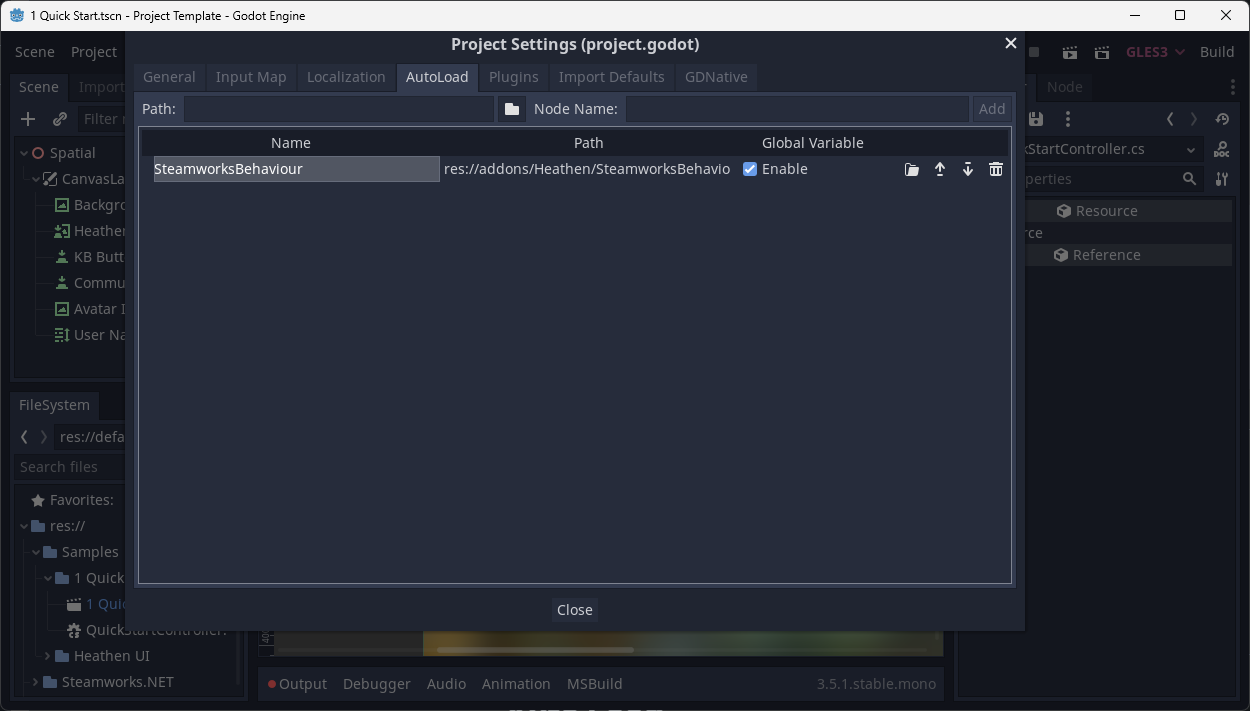 1 Quick Start.tscn - Project Template - Godot Engine
Scene Project
Project Settings (project.godot)
GLES3 Build
General Import Map Localization AutoLoad Plugins Import Defaults GDNative
Scene Import
Node
Path: Node Name: Add
Filter
Name Path Global Variable
SteamworksBehaviour res://addons/Heathen/SteamworksBehavio Enable
Spatial
kStartController.cs
CanvasLa
perties
Backgro
Resource
Heathen
rce
KB Butt
Reference
Commu
Avatar I
User Na
FileSystem
res://defa
Search files
Favorites:
res://
Samples
1 Quick
1 Quic
QuickStartController.
Heathen UI
Steamworks.NET
Close
400
Output Debugger Audio Animation MSBuild 3.5.1.stable.mono